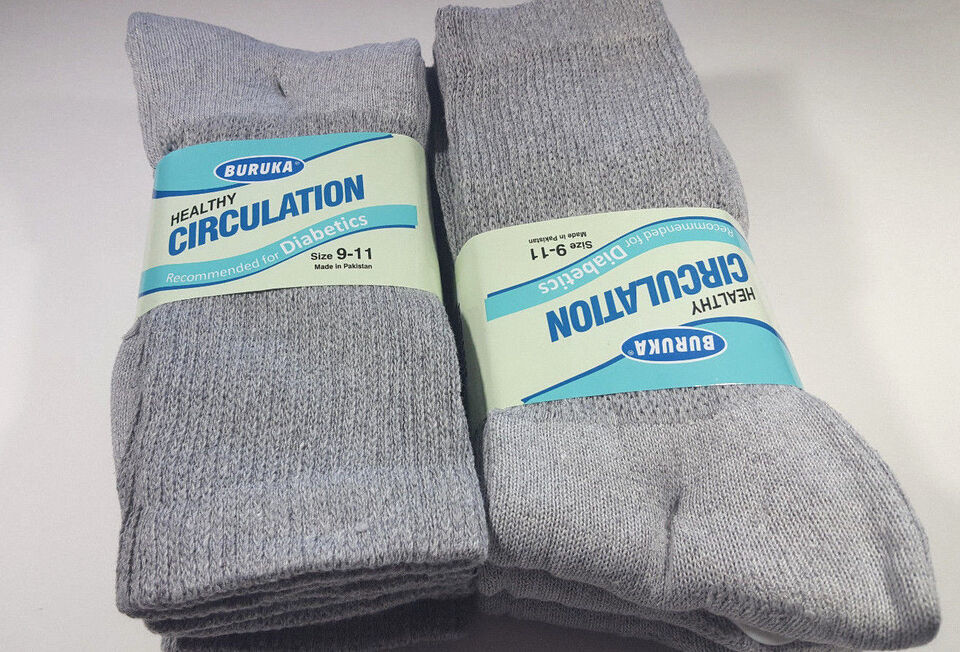 BURUKA®
HEALTHY
CIRCULATION
Recommended for Diabetics
Size 9-11
Made in Pakistan
BURUKA®
HEALTHY
CIRCULATION
Recommended for Diabetics
Size 9-11
Made in Pakistan